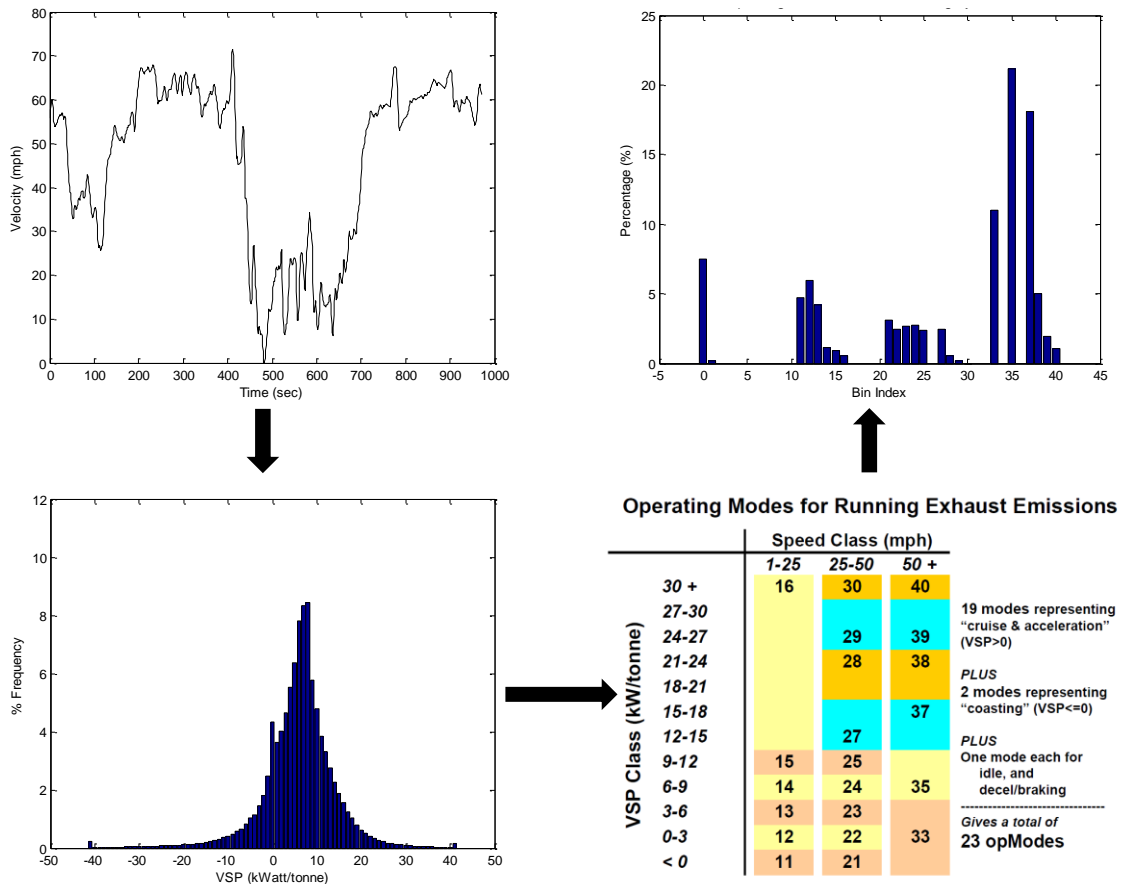 80
70
60
50
40
30
20
10
0
Velocity (mph)
0 100 200 300 400 500 600 700 800 900 1000
Time (sec)
25
20
15
10
5
0
Percentage (%)
-5 0 10 15 20 25 30 35 40 45
Bin Index
12
10
8
6
4
2
0
% Frequency
-50 -40 -30 -20 -10 0 10 20 30 40 50
VSP (kWatt/tonne)
Operating Modes for Running Exhaust Emissions
Speed Class (mph)
1-25 25-50 50 +
VSP Class (kW/tonne)
30 + 16 30 40
27-30
24-27 29 39
21-24 28 38
18-21
15-18 37
12-15 27
9-12 15 25
6-9 14 24 35
3-6 13 23
0-3 12 22 33
< 0 11 21
19 modes representing
“cruise & acceleration”
(VSP>0)
PLUS
2 modes representing
“coasting” (VSP<=0)
PLUS
One mode each for
idle, and
decel/braking
Gives a total of
23 opModes